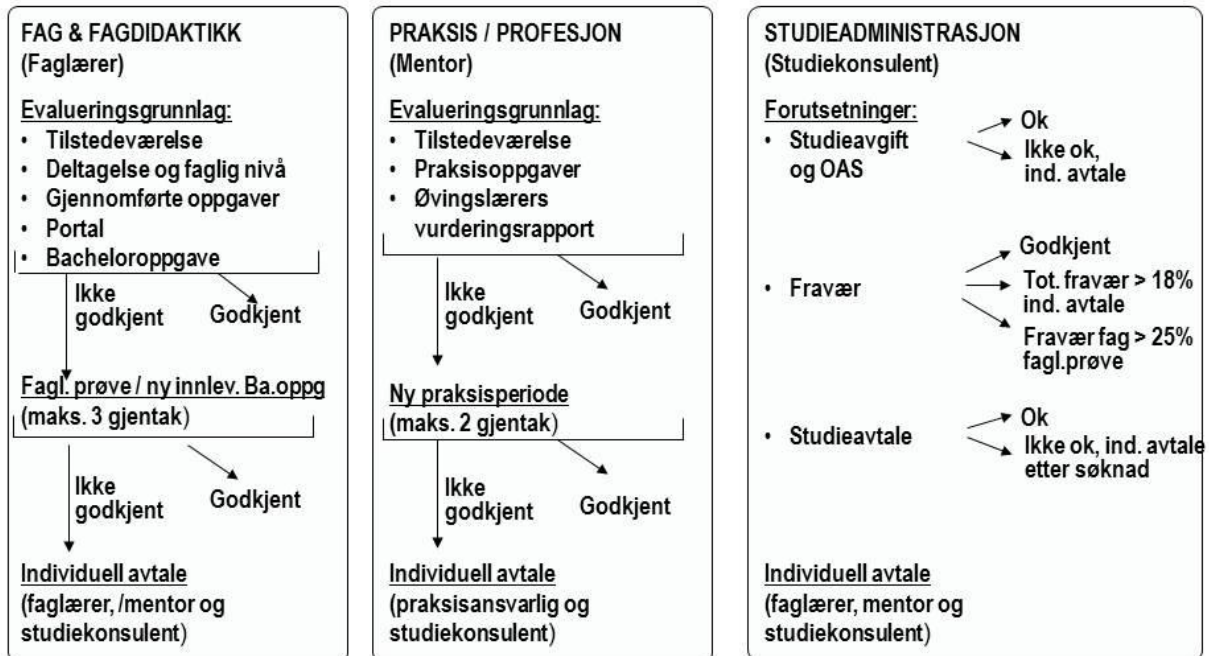 FAG & FAGDIDAKTIKK
(Faglærer)
Evalueringsgrunnlag:
• Tilstedeværelse
• Deltagelse og faglig nivå
• Gjennomførte oppgaver
• Portal
• Bacheloroppgave
Ikke
godkjent
Godkjent
Fagl. prøve / ny innlev. Ba.oppg
(maks. 3 gjentak)
Ikke
godkjent
Godkjent
Individuell avtale
(faglærer, /mentor og
studiekonsulent)
PRAKSIS / PROFESJON
(Mentor)
Evalueringsgrunnlag:
• Tilstedeværelse
• Praksisoppgaver
• Øvingslærers
vurderingsrapport
Ikke
godkjent
Godkjent
Ny praksisperiode
(maks. 2 gjentak)
Ikke
godkjent
Godkjent
Individuell avtale
(praksisansvarlig og
studiekonsulent)
STUDIEADMINISTRASJON
(Studiekonsulent)
Forutsetninger:
• Studieavgift
og OAS
Ok
Ikke ok,
ind. avtale
• Fravær
Godkjent
Tot. fravær > 18%
ind. avtale
Fravær fag > 25%
fagl.prøve
• Studieavtale
Ok
Ikke ok, ind. avtale
etter søknad
Individuell avtale
(faglærer, mentor og
studiekonsulent)